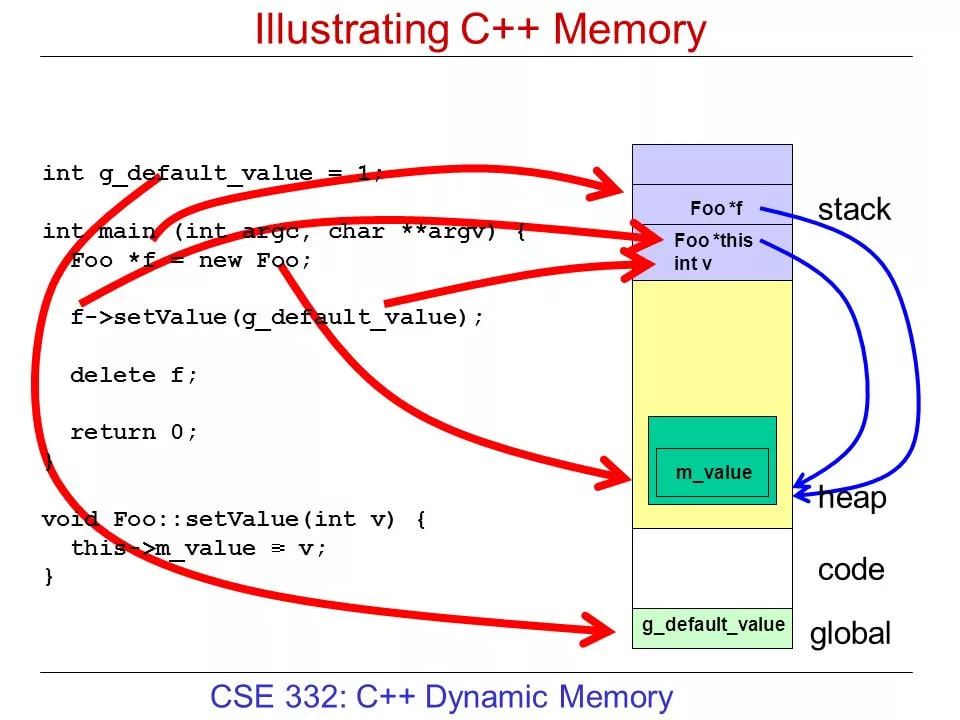 Illustrating C++ Memory
int g_default_value = 1;
int main (int argc, char **argv) {
Foo *f = new Foo;
f->setValue(g_default_value);
delete f;
return 0;
}
void Foo::setValue(int v) {
this->m_value = v;
}
Foo *f
stack
Foo *this
int v
m_value
heap
code
g_default_value
global
CSE 332: C++ Dynamic Memory